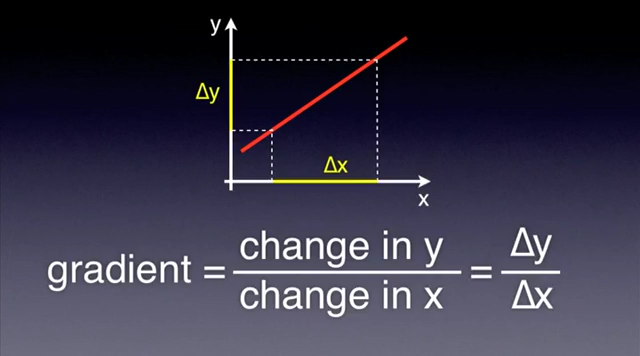 y
Δy
Δx
x
gradient = change in y / change in x = Δy / Δx